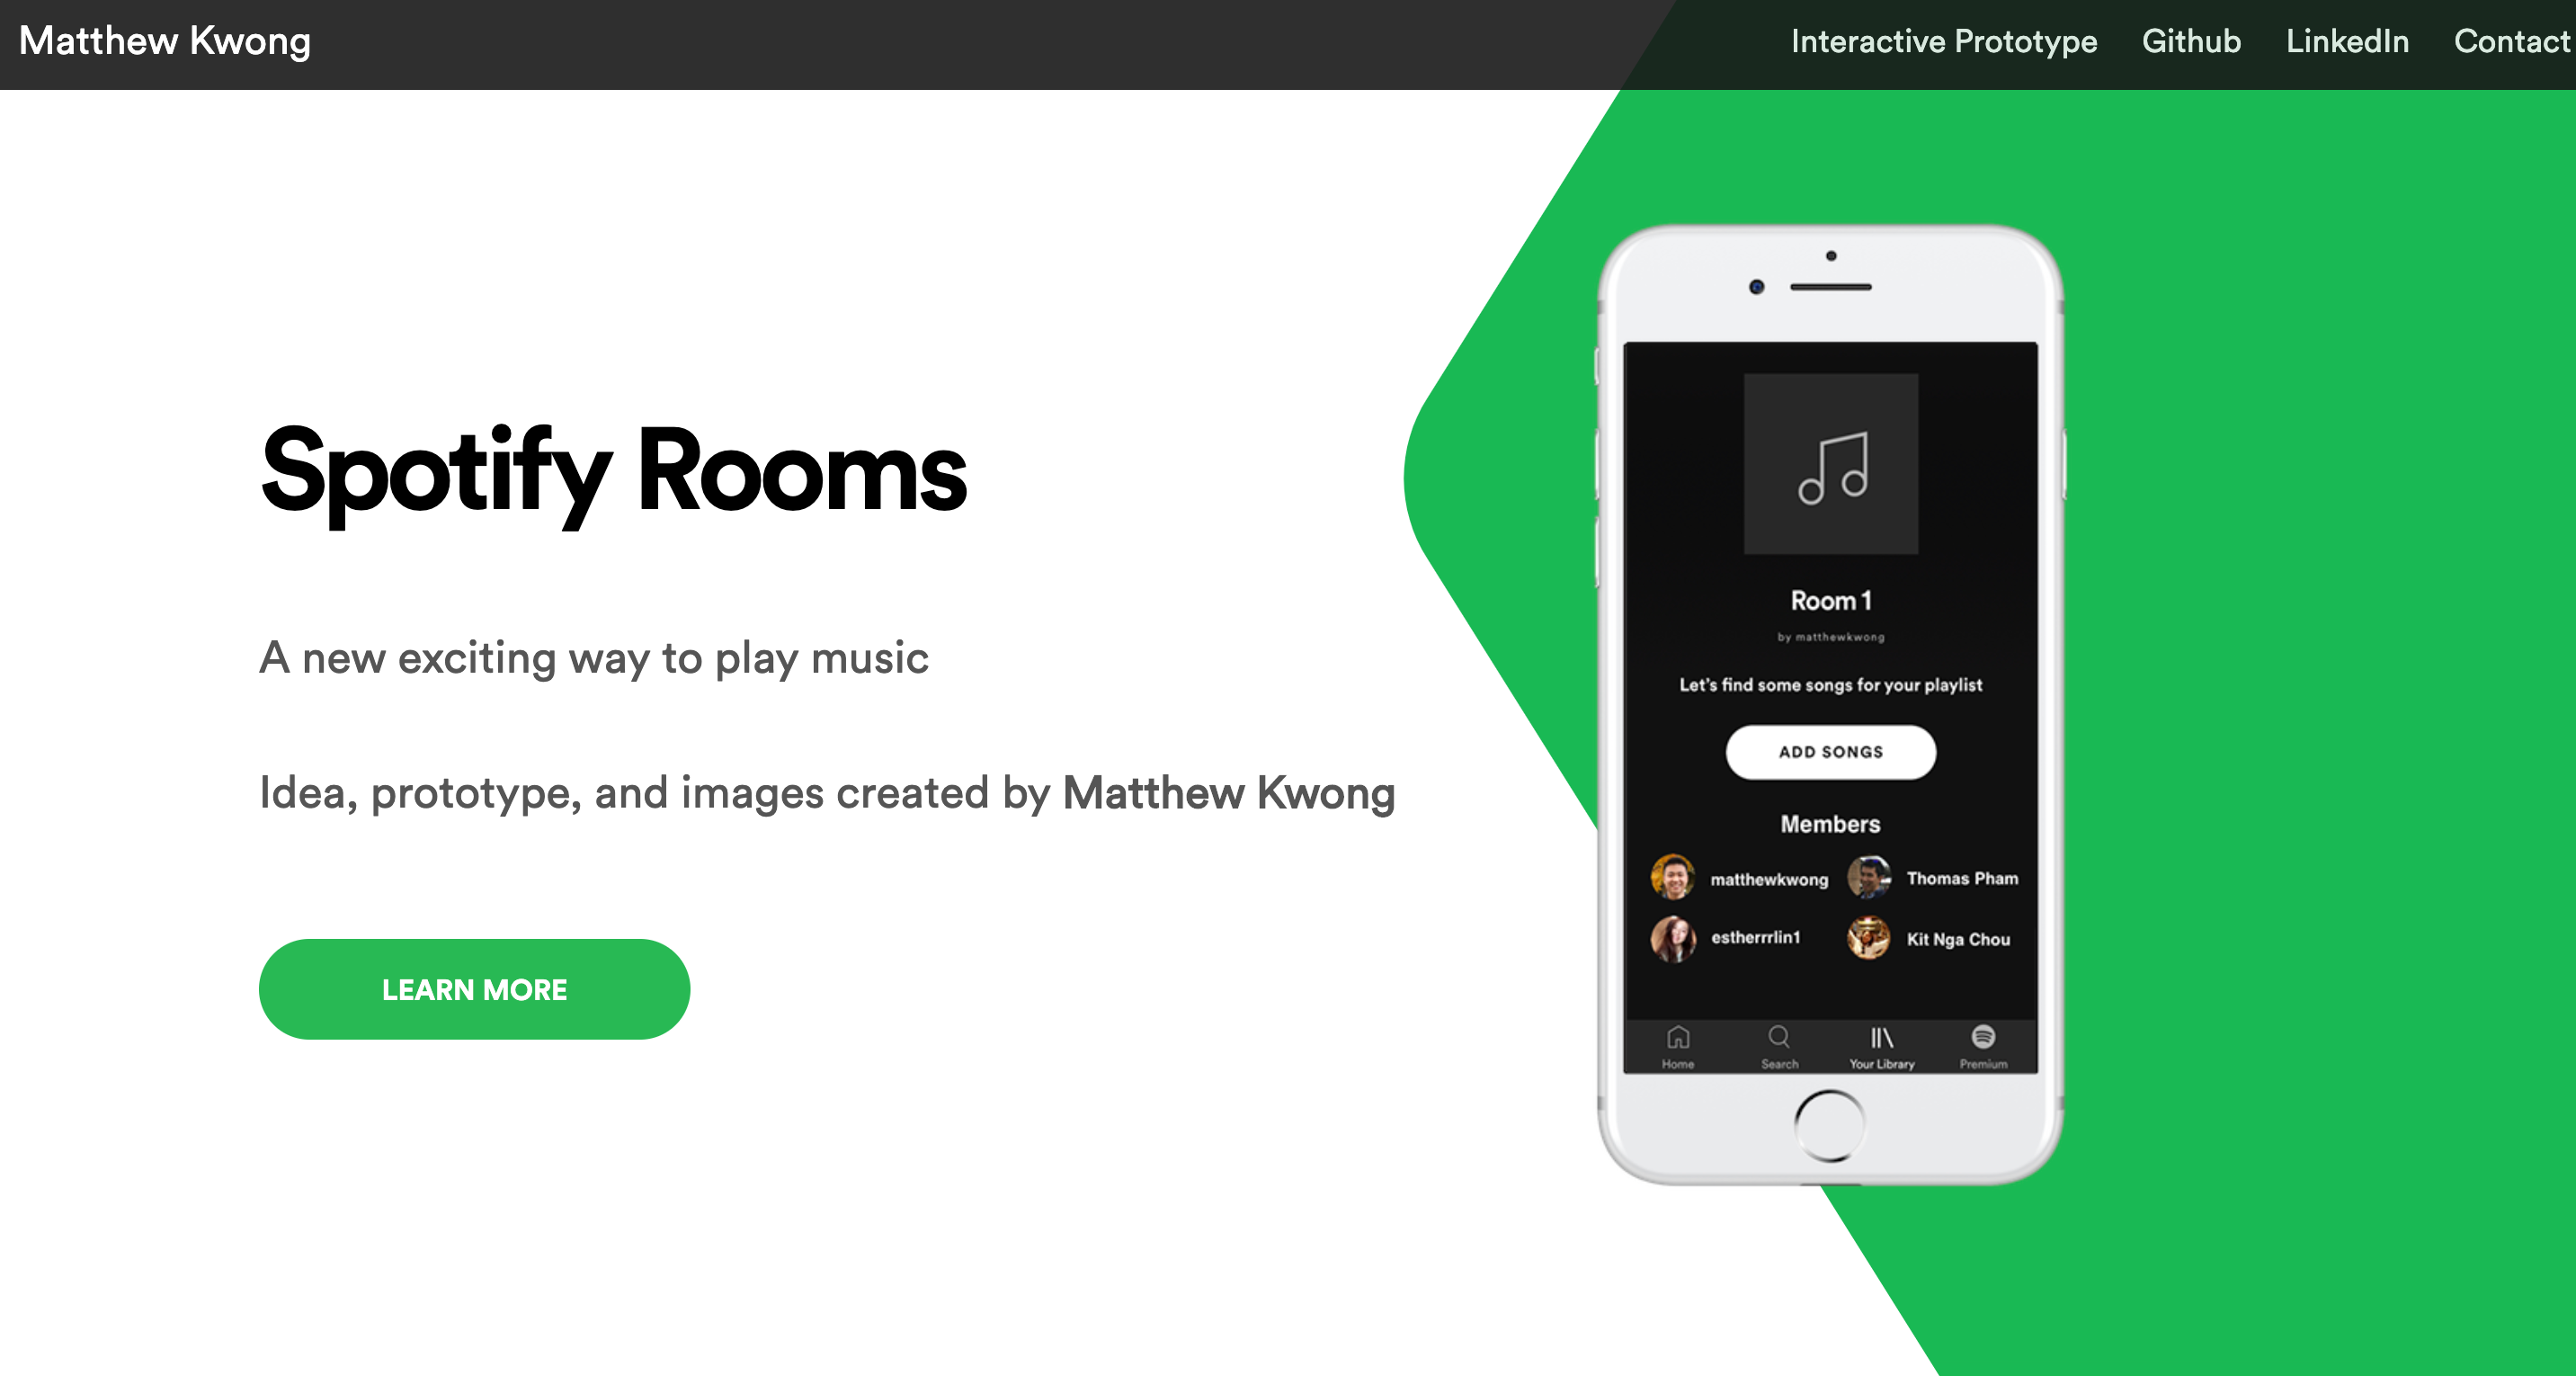 Matthew Kwong
Interactive Prototype Github LinkedIn Contact
Spotify Rooms
A new exciting way to play music
Idea, prototype, and images created by Matthew Kwong
LEARN MORE
Room 1
by matthewkwong
Let's find some songs for your playlist
ADD SONGS
Members
matthewkwong Thomas Pham
estherrrlin1 Kit Nga Chou
Home Search Your Library Premium